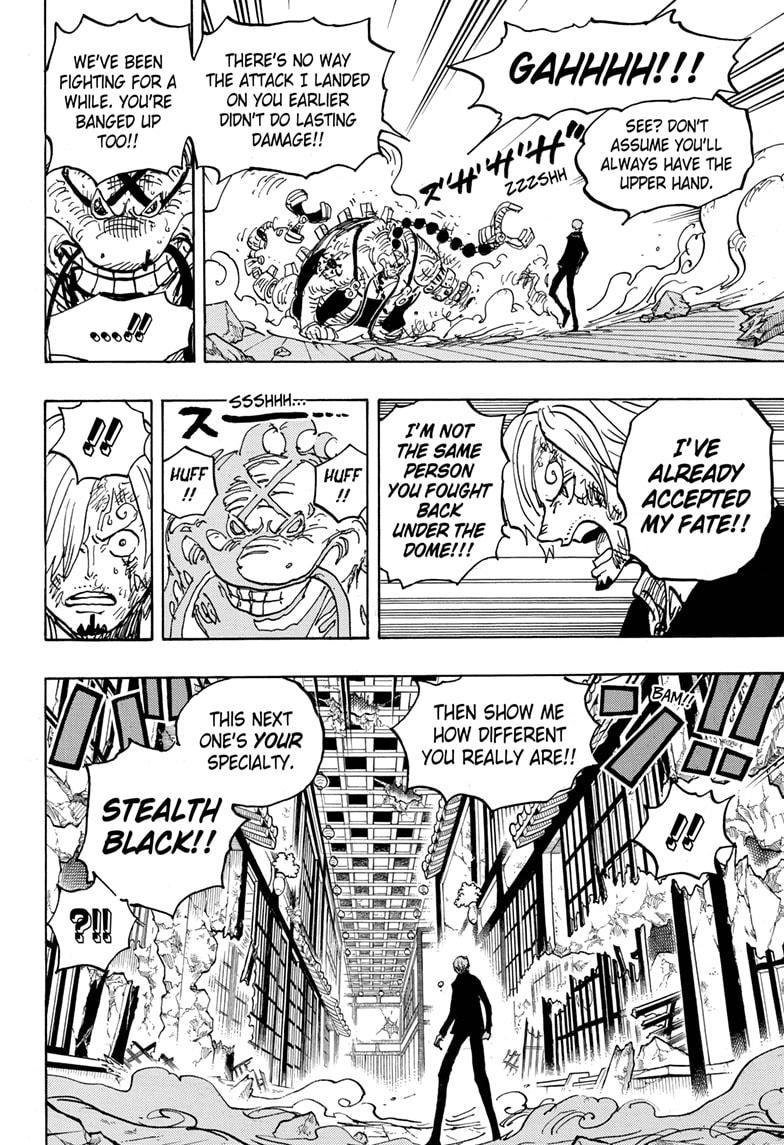 GAHHHH!!!
SEE? DON'T
ASSUME YOU'LL
ALWAYS HAVE THE
UPPER HAND.
ズザザザ
ZZZSHH
THERE'S NO WAY
THE ATTACK I LANDED
ON YOU EARLIER
DIDN'T DO LASTING
DAMAGE!!
WE'VE BEEN
FIGHTING FOR A
WHILE. YOU'RE
BANGED UP
TOO!!
.....!!
I'VE
ALREADY
ACCEPTED
MY FATE!!
I'M NOT
THE SAME
PERSON
YOU FOUGHT
BACK
UNDER THE
DOME!!!
SSSHHH...
スー...
HUFF
!!
HUFF
!!
!!
BAM!!
!!
THEN SHOW ME
HOW DIFFERENT
YOU REALLY ARE!!
THIS NEXT
ONE'S YOUR
SPECIALTY.
STEALTH
BLACK!!
?!!